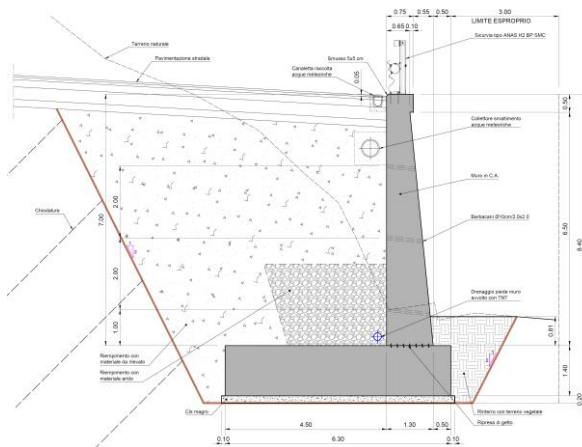 0.75 0.55 0.50 3.00
0.65 0.10
LIMITE ESPROPRIO
Terreno naturale
Sicurvia tipo ANAS H2 BP SMC
Pavimentazione stradale
Smusso 5x5 cm
Canaletta raccolta
acque meteoriche
0.05
0.50
Collettore smaltimento
acque meteoriche
Muro in C.A.
2.00
7.00
Chiodature
Barbacani Ø10cm/2.0x2.0
6.50
8.40
2.00
Drenaggio piede muro
avvolto con TNT
1.00
0.81
Riempimento con
materiale da rilevato
Riempimento con
materiale arido
1.40
Cls magro
Rinterro con terreno vegetale
Ripresa di getto
0.20
4.50 1.30 0.50
0.10 6.30 0.10